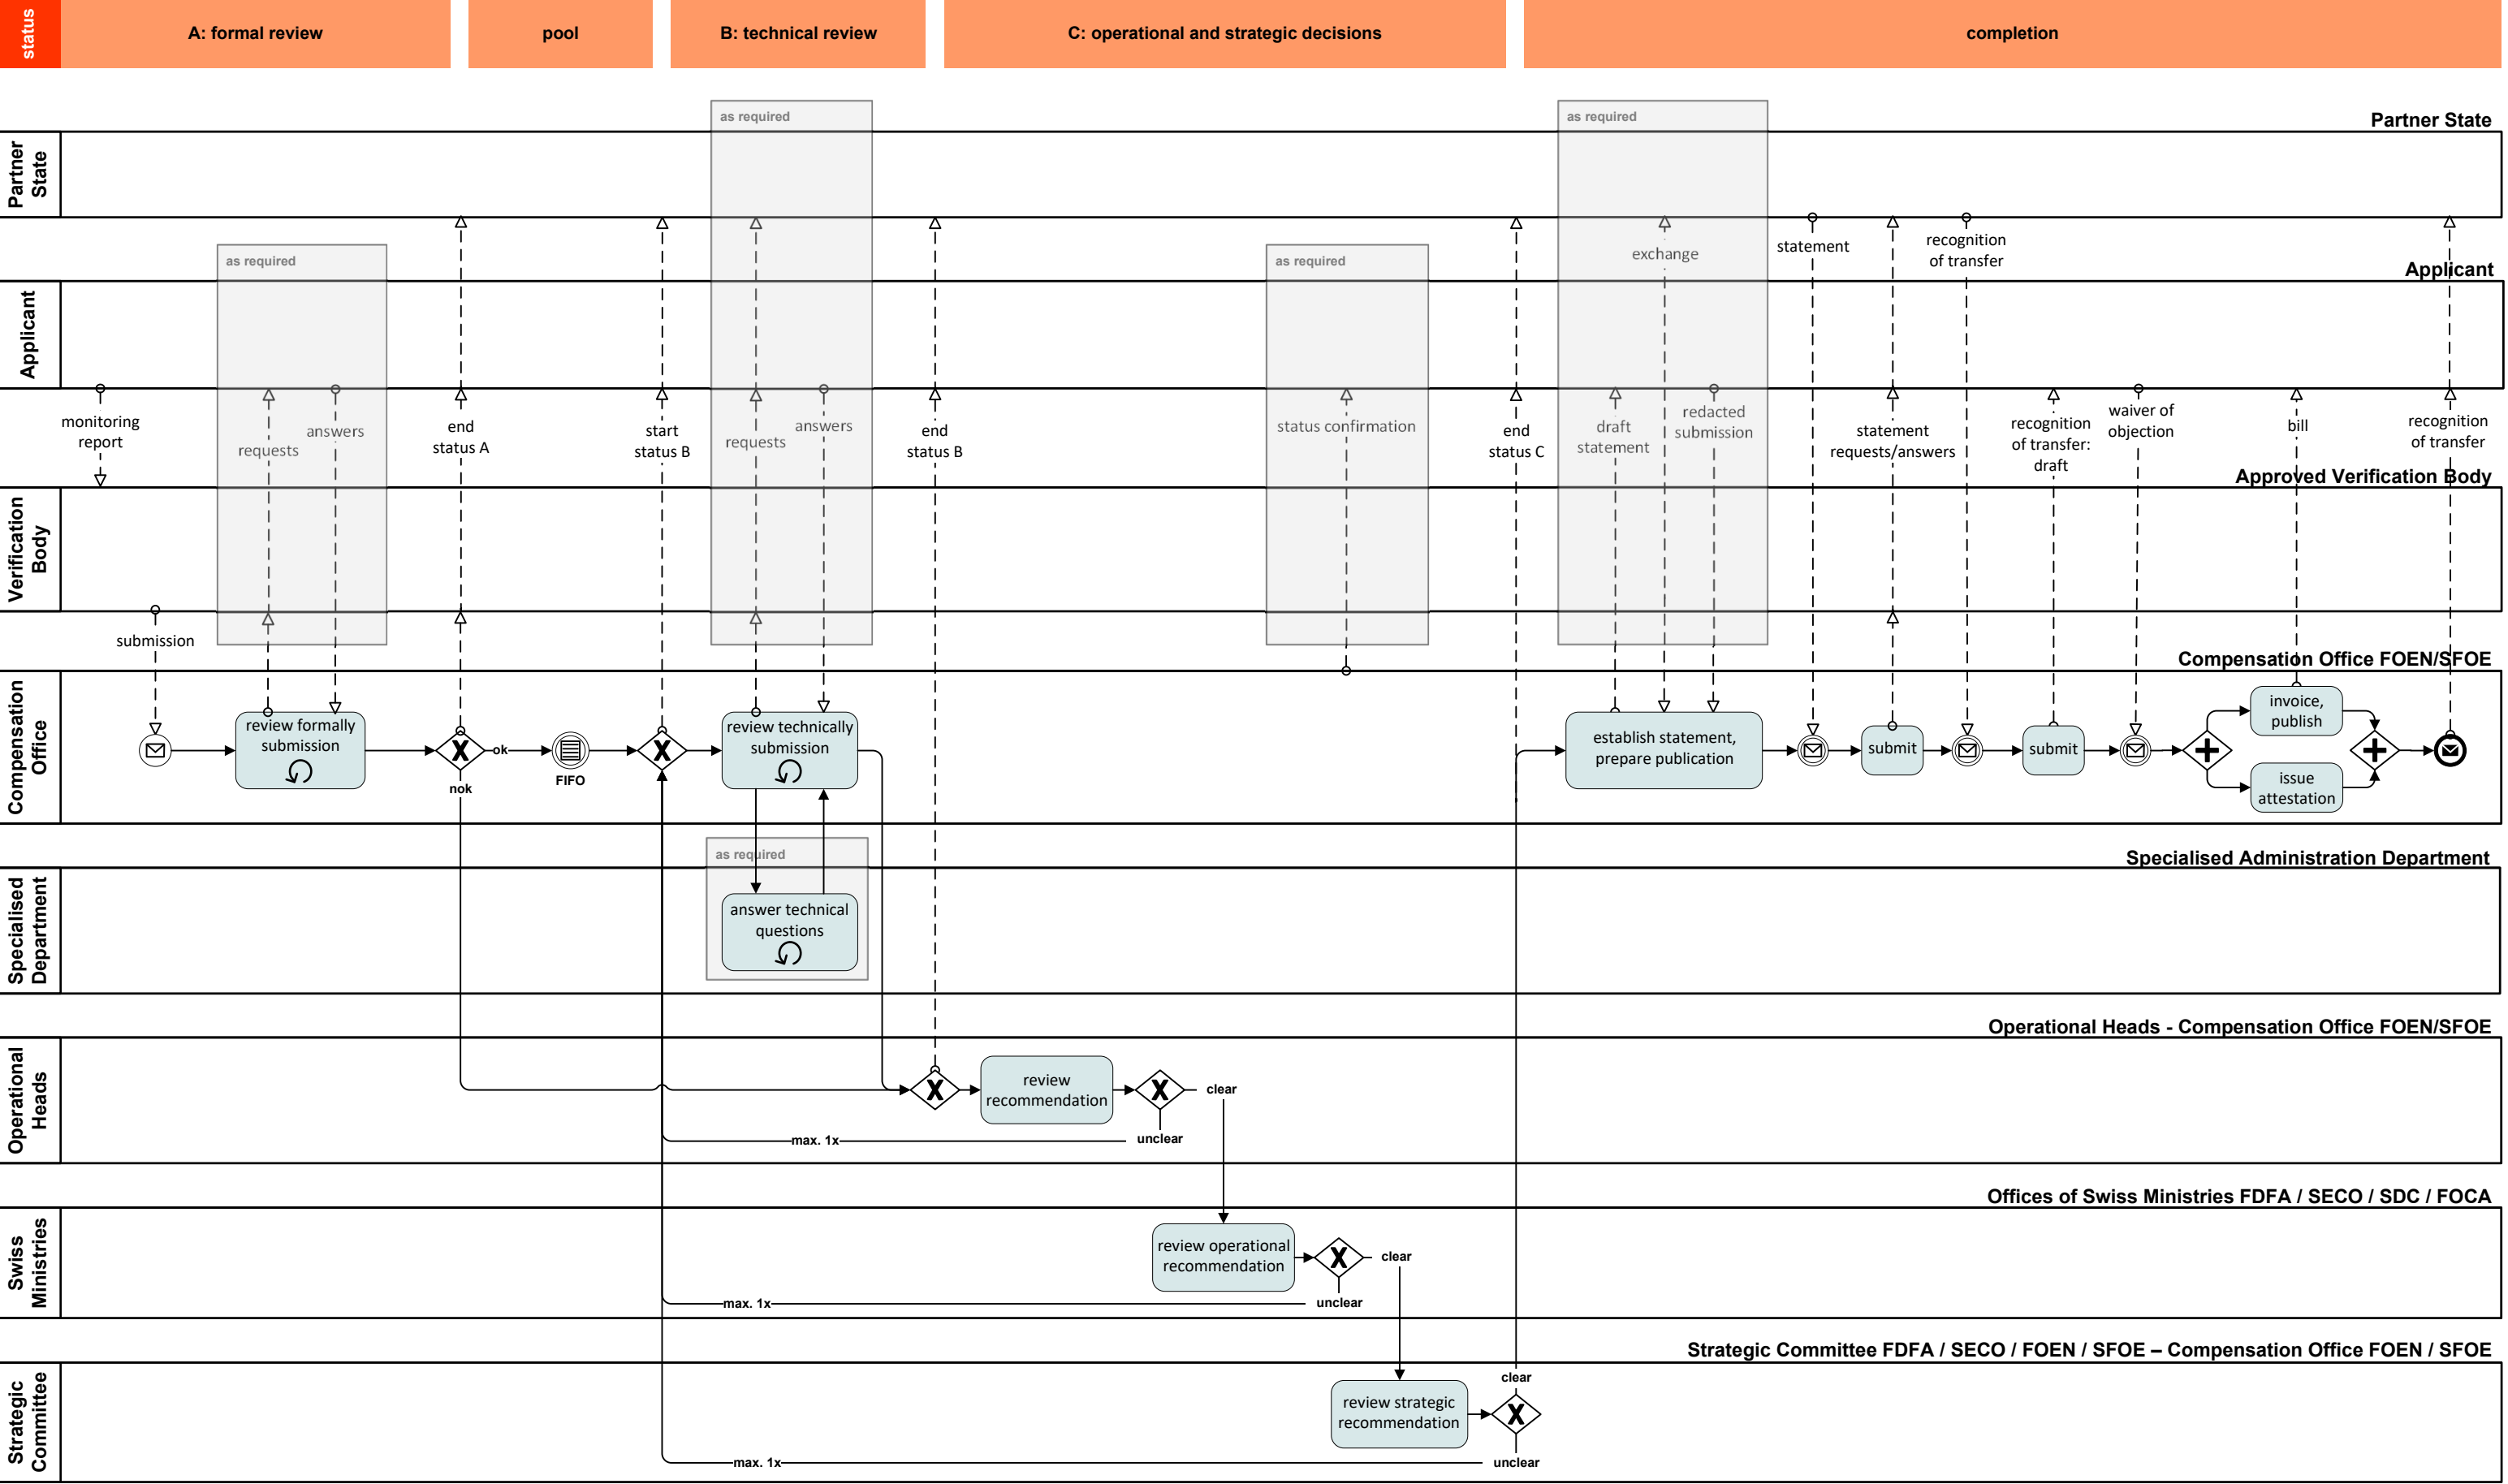 status
A: formal review
pool
B: technical review
C: operational and strategic decisions
completion
as required
as required
Partner State
Partner
State
as required
as required
exchange
statement
recognition
of transfer
Applicant
Applicant
monitoring
report
requests
answers
end
status A
start
status B
requests
answers
end
status B
status confirmation
end
status C
draft
statement
redacted
submission
statement
requests/answers
recognition
of transfer:
draft
waiver of
objection
bill
recognition
of transfer
Approved Verification Body
Verification
Body
submission
Compensation Office FOEN/SFOE
Compensation
Office
review formally
submission
X
ok
nok
FIFO
X
review technically
submission
establish statement,
prepare publication
submit
submit
invoice,
publish
issue
attestation
as required
Specialised Administration Department
Specialised
Department
answer technical
questions
Operational Heads - Compensation Office FOEN/SFOE
Operational
Heads
X
review
recommendation
X
clear
unclear
max. 1x
Offices of Swiss Ministries FDFA / SECO / SDC / FOCA
Swiss
Ministries
review operational
recommendation
X
clear
unclear
max. 1x
Strategic Committee FDFA / SECO / FOEN / SFOE – Compensation Office FOEN / SFOE
Strategic
Committee
review strategic
recommendation
clear
X
unclear
max. 1x